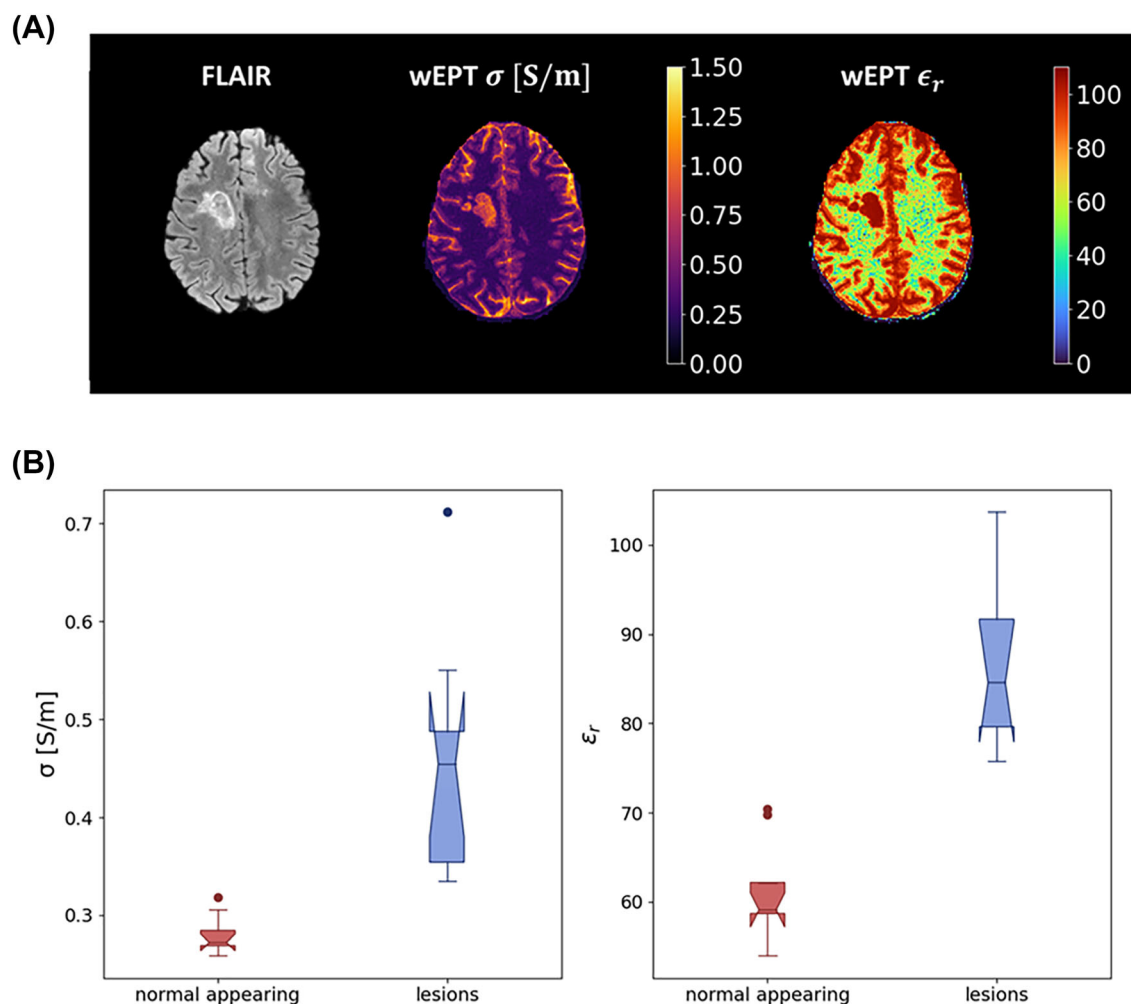 (A)
FLAIR
wEPT σ [S/m]
1.50
1.25
1.00
0.75
0.50
0.25
0.00
wEPT ϵr
100
80
60
40
20
0
(B)
σ [S/m]
0.7
0.6
0.5
0.4
0.3
normal appearing
lesions
εr
100
90
80
70
60
normal appearing
lesions